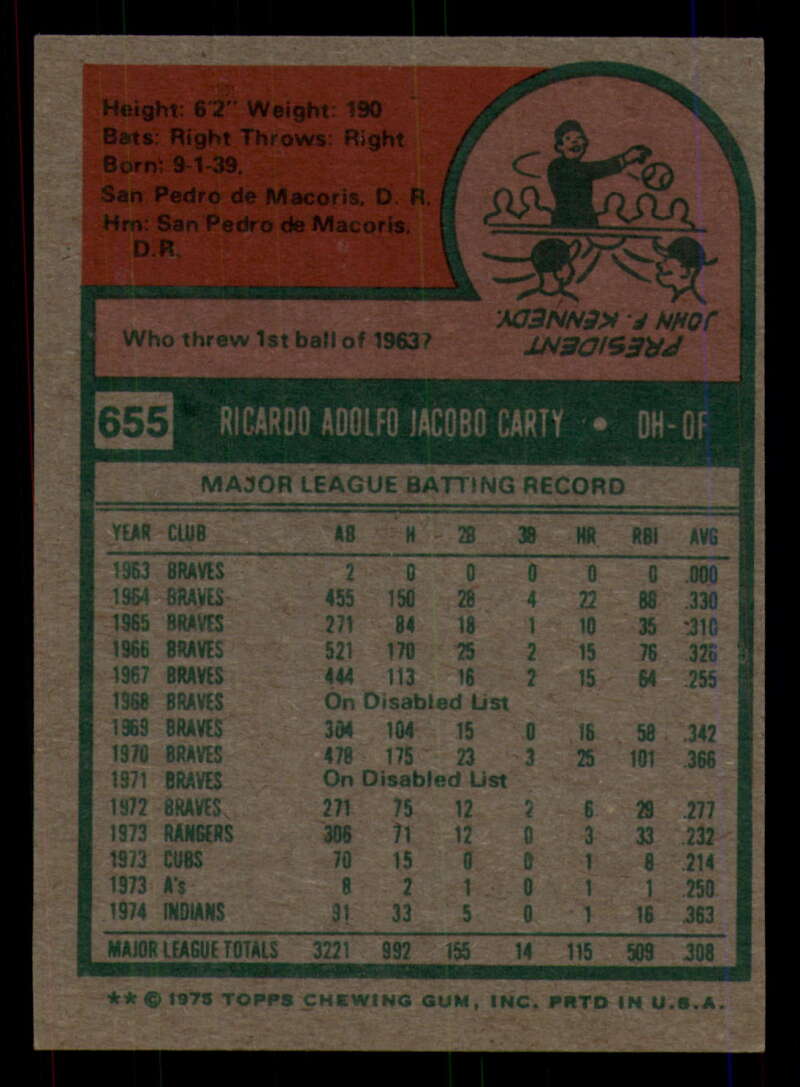 Height: 6'2" Weight: 190
Bats: Right Throws: Right
Born: 9-1-39,
San Pedro de Macoris, D. R.
Hm: San Pedro de Macoris,
D.R.
Who threw 1st ball of 1963?
PRESIDENT
JOHN F. KENNEDY.
655 RICARDO ADOLFO JACOBO CARTY • DH-OF
MAJOR LEAGUE BATTING RECORD
YEAR CLUB AB H 2B 3B HR RBI AVG
1963 BRAVES 2 0 0 0 0 0 .000
1964 BRAVES 455 150 28 4 22 88 .330
1965 BRAVES 271 84 18 1 10 35 .310
1966 BRAVES 521 170 25 2 15 76 .326
1967 BRAVES 444 113 16 2 15 64 .255
1968 BRAVES On Disabled List
1969 BRAVES 304 104 15 0 16 58 .342
1970 BRAVES 478 175 23 3 25 101 .366
1971 BRAVES On Disabled List
1972 BRAVES 271 75 12 2 6 29 .277
1973 RANGERS 306 71 12 0 3 33 .232
1973 CUBS 70 15 0 0 1 8 .214
1973 A's 8 2 1 0 1 1 .250
1974 INDIANS 91 33 5 0 1 16 .363
MAJOR LEAGUE TOTALS 3221 992 155 14 115 509 .308
** © 1975 TOPPS CHEWING GUM, INC. PRTD IN U.S.A.